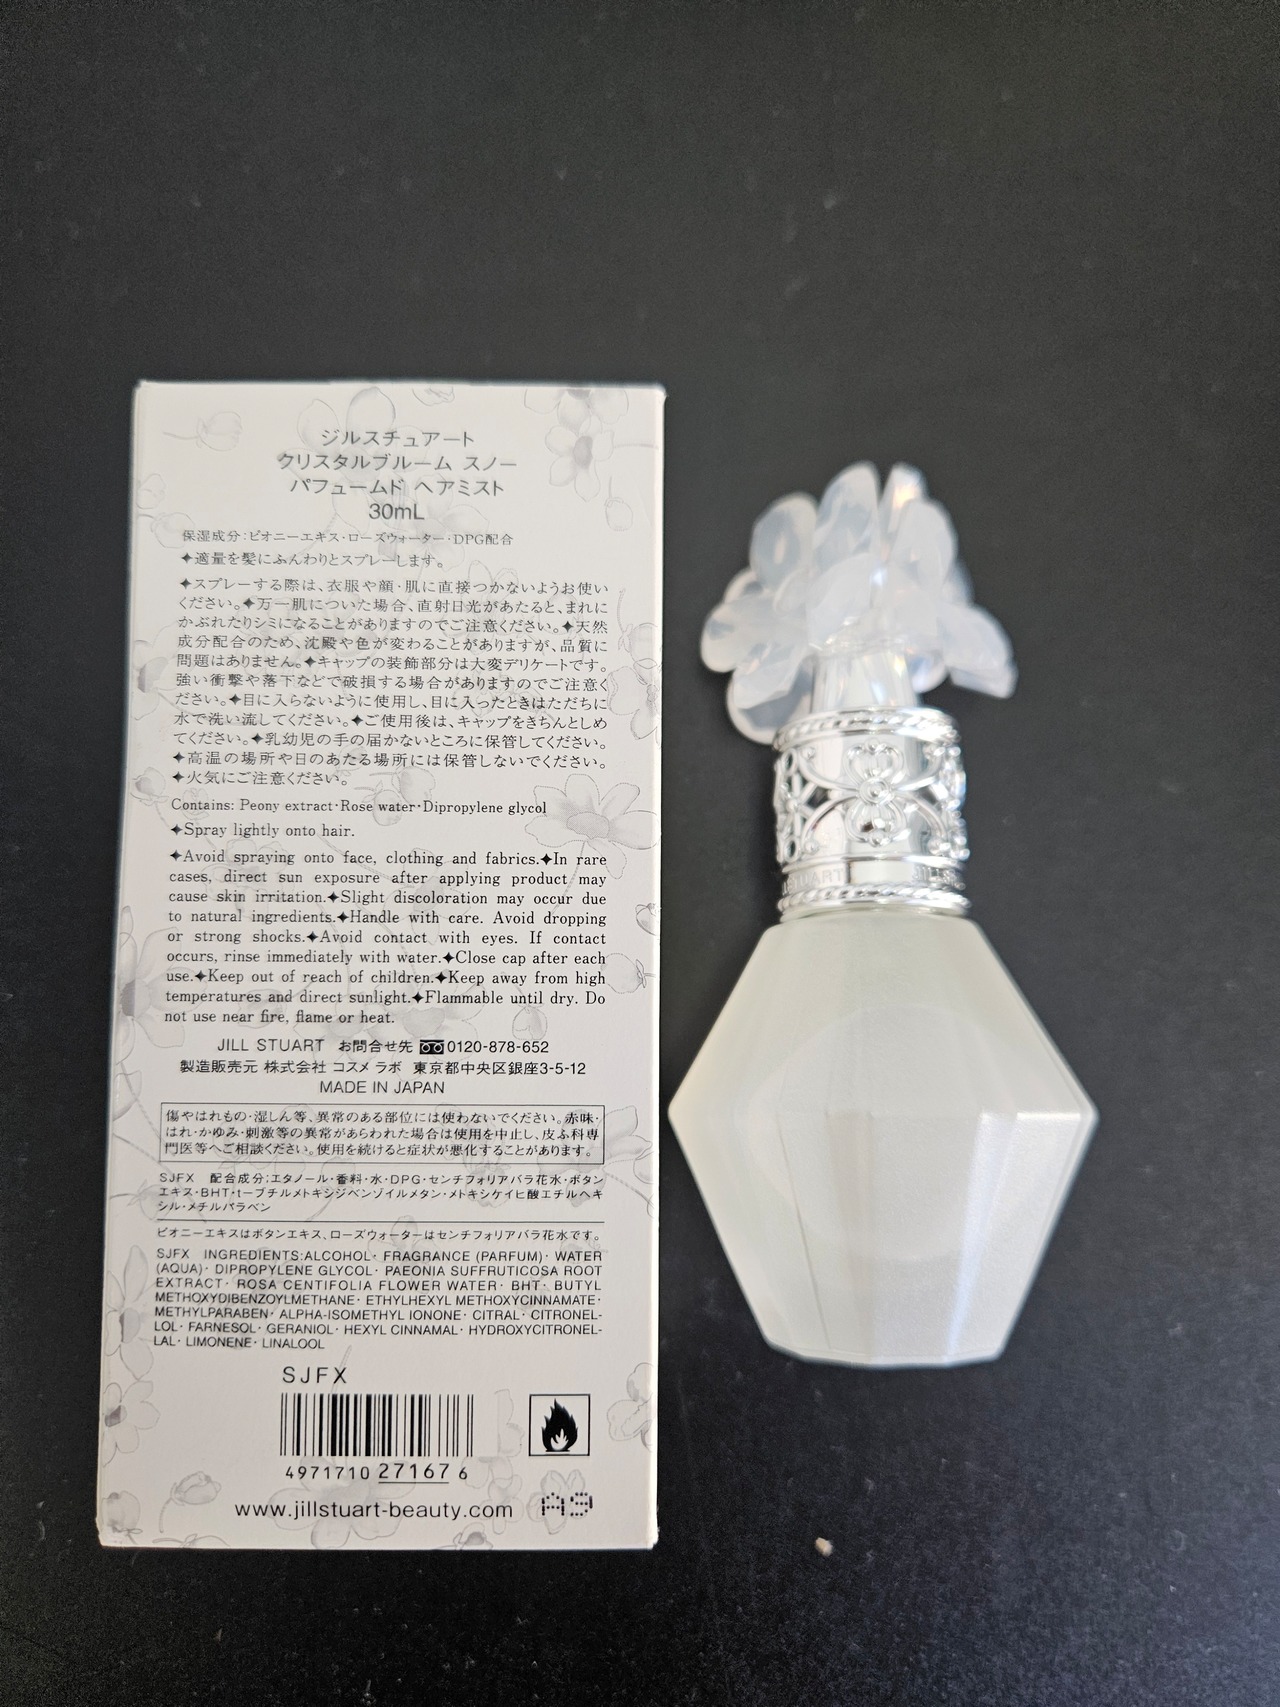 ジルスチュアート
クリスタルブルーム スノー
パフュームド ヘアミスト
30mL
保湿成分:ピオニーエキス・ローズウォーター・DPG配合
✦適量を髪にふんわりとスプレーします。
✦スプレーする際は、衣服や顔・肌に直接つかないようお使い
ください。✦万一肌についた場合、直射日光があたると、まれに
かぶれたりシミになることがありますのでご注意ください。✦天然
成分配合のため、沈殿や色が変わることがありますが、品質に
問題はありません。✦キャップの装飾部分は大変デリケートです。
強い衝撃や落下などで破損する場合がありますのでご注意く
ださい。✦目に入らないように使用し、目に入ったときはただちに
水で洗い流してください。✦ご使用後は、キャップをきちんとしめ
てください。✦乳幼児の手の届かないところに保管してください。
✦高温の場所や日のあたる場所には保管しないでください。
✦火気にご注意ください。
Contains: Peony extract・Rose water・Dipropylene glycol
✦Spray lightly onto hair.
✦Avoid spraying onto face, clothing and fabrics.✦In rare
cases, direct sun exposure after applying product may
cause skin irritation.✦Slight discoloration may occur due
to natural ingredients.✦Handle with care. Avoid dropping
or strong shocks.✦Avoid contact with eyes. If contact
occurs, rinse immediately with water.✦Close cap after each
use.✦Keep out of reach of children.✦Keep away from high
temperatures and direct sunlight.✦Flammable until dry. Do
not use near fire, flame or heat.
JILL STUART お問合せ先 0120-878-652
製造販売元 株式会社 コスメ ラボ 東京都中央区銀座3-5-12
MADE IN JAPAN
傷やはれもの・湿しん等、異常のある部位には使わないでください。赤味・
はれ・かゆみ・刺激等の異常があらわれた場合は使用を中止し、皮ふ科専
門医等へご相談ください。使用を続けると症状が悪化することがあります。
SJFX 配合成分:エタノール・香料・水・DPG・センチフォリアバラ花水・ボタン
エキス・BHT・t-ブチルメトキシジベンゾイルメタン・メトキシケイヒ酸エチルヘキ
シル・メチルパラベン
ピオニーエキスはボタンエキス、ローズウォーターはセンチフォリアバラ花水です。
SJFX INGREDIENTS:ALCOHOL・ FRAGRANCE (PARFUM)・ WATER
(AQUA)・ DIPROPYLENE GLYCOL・ PAEONIA SUFFRUTICOSA ROOT
EXTRACT・ ROSA CENTIFOLIA FLOWER WATER・ BHT・ BUTYL
METHOXYDIBENZOYLMETHANE・ ETHYLHEXYL METHOXYCINNAMATE・
METHYLPARABEN・ ALPHA-ISOMETHYL IONONE・ CITRAL・ CITRONEL-
LOL・ FARNESOL・ GERANIOL・ HEXYL CINNAMAL・ HYDROXYCITRONEL-
LAL・ LIMONENE・ LINALOOL
SJFX
4971710 271676
www.jillstuart-beauty.com A9